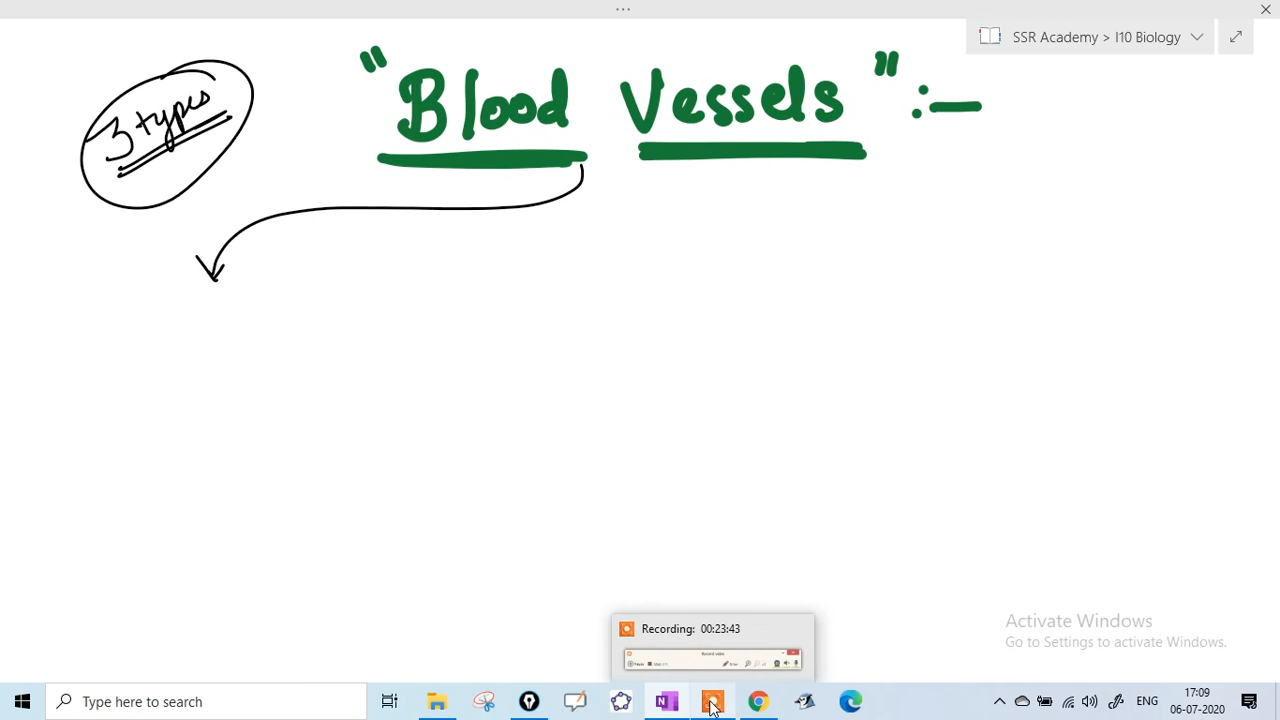 SSR Academy > I10 Biology
3 types
"Blood Vessels" :-
Recording: 00:23:43
Activate Windows
Go to Settings to activate Windows.
Type here to search
N
ENG
17:09
06-07-2020